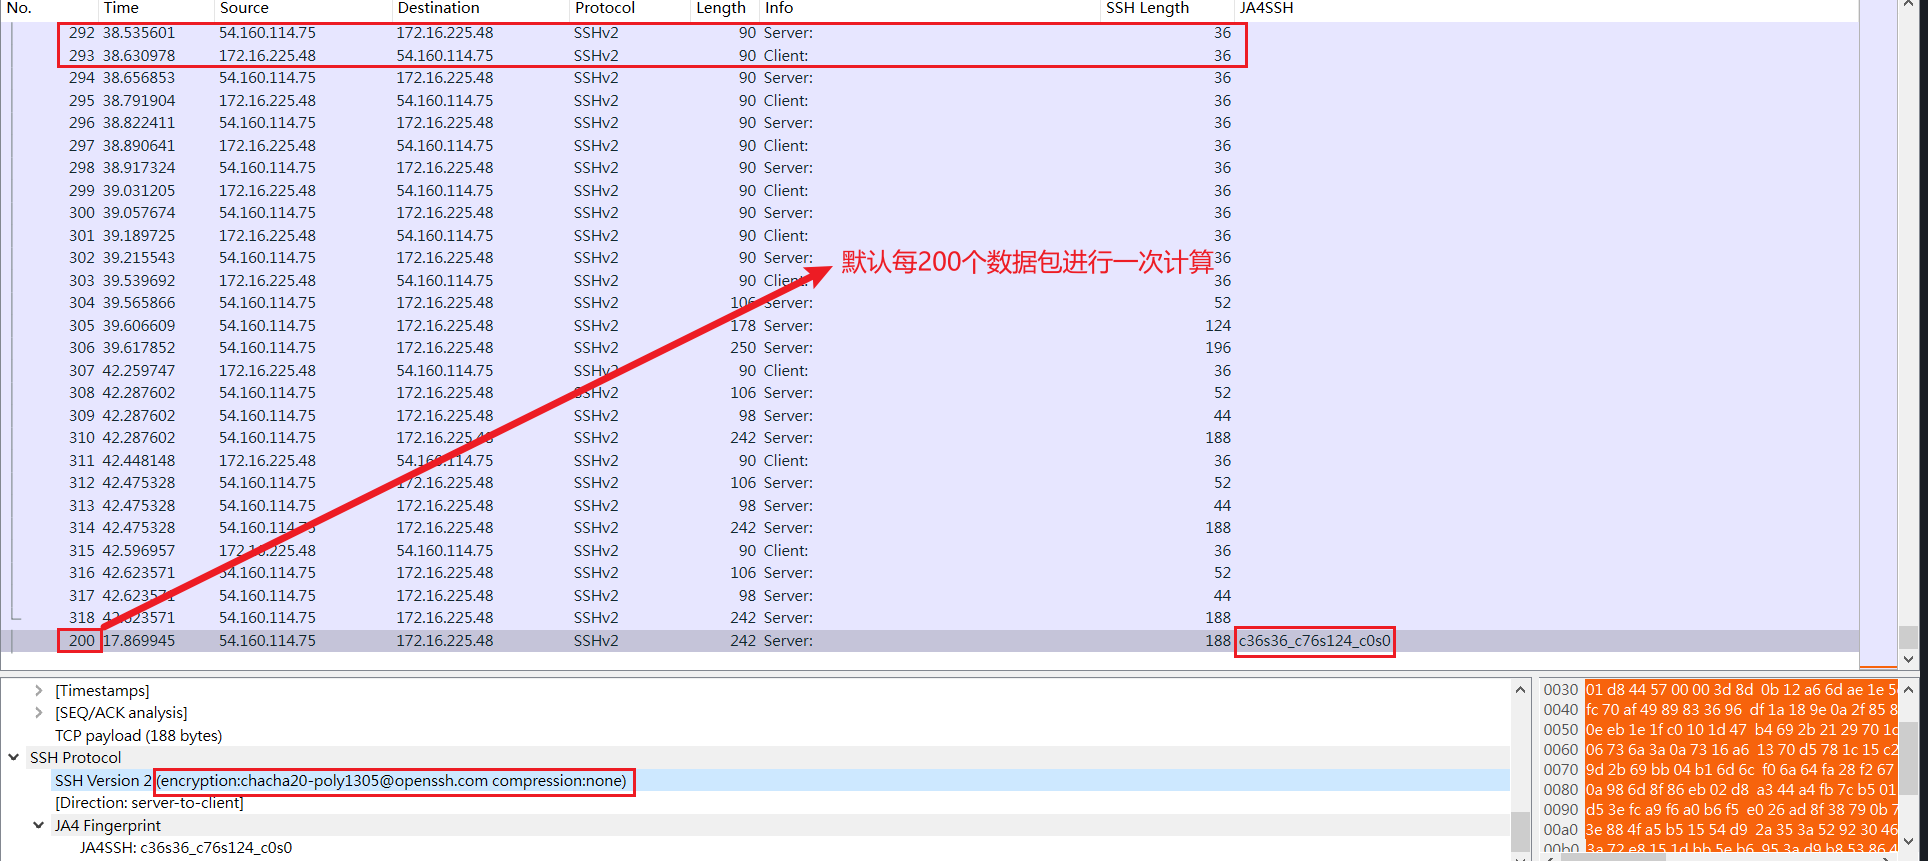 No. Time Source Destination Protocol Length Info SSH Length JA4SSH
292 38.535601 54.160.114.75 172.16.225.48 SSHv2 90 Server: 36
293 38.630978 172.16.225.48 54.160.114.75 SSHv2 90 Client: 36
294 38.656853 54.160.114.75 172.16.225.48 SSHv2 90 Server: 36
295 38.791904 172.16.225.48 54.160.114.75 SSHv2 90 Client: 36
296 38.822411 54.160.114.75 172.16.225.48 SSHv2 90 Server: 36
297 38.890641 172.16.225.48 54.160.114.75 SSHv2 90 Client: 36
298 38.917324 54.160.114.75 172.16.225.48 SSHv2 90 Server: 36
299 39.031205 172.16.225.48 54.160.114.75 SSHv2 90 Client: 36
300 39.057674 54.160.114.75 172.16.225.48 SSHv2 90 Server: 36
301 39.189725 172.16.225.48 54.160.114.75 SSHv2 90 Client: 36
302 39.215543 54.160.114.75 172.16.225.48 SSHv2 90 Server: 36
默认每200个数据包进行一次计算
303 39.539692 172.16.225.48 54.160.114.75 SSHv2 90 Client: 36
304 39.565866 54.160.114.75 172.16.225.48 SSHv2 106 Server: 52
305 39.606609 54.160.114.75 172.16.225.48 SSHv2 178 Server: 124
306 39.617852 54.160.114.75 172.16.225.48 SSHv2 250 Server: 196
307 42.259747 172.16.225.48 54.160.114.75 SSHv2 90 Client: 36
308 42.287602 54.160.114.75 172.16.225.48 SSHv2 106 Server: 52
309 42.287602 54.160.114.75 172.16.225.48 SSHv2 98 Server: 44
310 42.287602 54.160.114.75 172.16.225.48 SSHv2 242 Server: 188
311 42.448148 172.16.225.48 54.160.114.75 SSHv2 90 Client: 36
312 42.475328 54.160.114.75 172.16.225.48 SSHv2 106 Server: 52
313 42.475328 54.160.114.75 172.16.225.48 SSHv2 98 Server: 44
314 42.475328 54.160.114.75 172.16.225.48 SSHv2 242 Server: 188
315 42.596957 172.16.225.48 54.160.114.75 SSHv2 90 Client: 36
316 42.623571 54.160.114.75 172.16.225.48 SSHv2 106 Server: 52
317 42.623571 54.160.114.75 172.16.225.48 SSHv2 98 Server: 44
318 42.623571 54.160.114.75 172.16.225.48 SSHv2 242 Server: 188
200 17.869945 54.160.114.75 172.16.225.48 SSHv2 242 Server: 188 c36s36_c76s124_c0s0
[Timestamps]
[SEQ/ACK analysis]
TCP payload (188 bytes)
SSH Protocol
SSH Version 2 (encryption:chacha20-poly1305@openssh.com compression:none)
[Direction: server-to-client]
JA4 Fingerprint
JA4SSH: c36s36_c76s124_c0s0
0030 01 d8 44 57 00 00 3d 8d 0b 12 a6 6d ae 1e
0040 fc 70 af 49 89 83 36 96 df 1a 18 9e 0a 2f 85
0050 0e eb 1e 1f c0 10 1d 47 b4 69 2b 21 29 70
0060 06 73 6a 3a 0a 73 16 a6 13 70 d5 78 1c 15 c2
0070 9d 2b 69 bb 04 b1 6d 6c f0 6a 64 fa 28 f2 67
0080 0a 98 6d 8f 86 eb 02 d8 a3 44 a4 fb 7c b5 01
0090 d5 3e fc a9 f6 a0 b6 f5 e0 26 ad 8f 38 79 0b
00a0 3e 88 4f a5 b5 15 54 d9 2a 35 3a 52 92 30 46
00b0 3a 72 e8 15 1d bb 5e b6 95 3a d9 b8 53 86